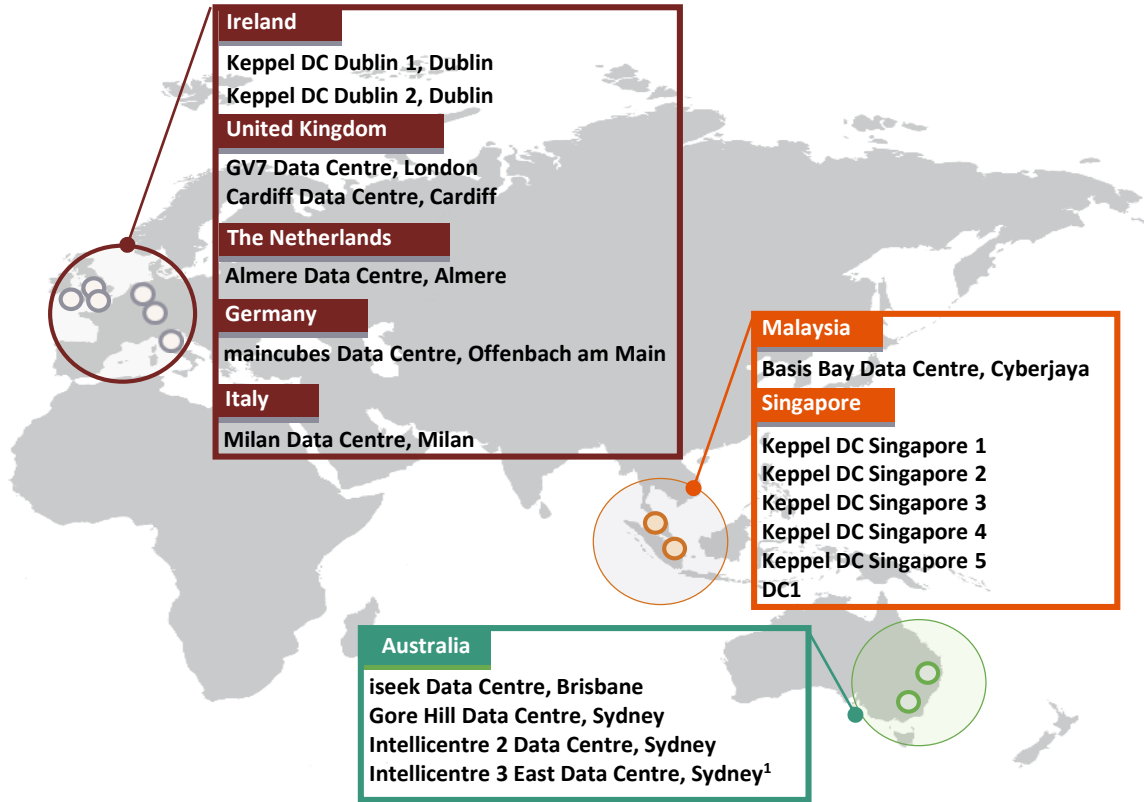 Ireland
Keppel DC Dublin 1, Dublin
Keppel DC Dublin 2, Dublin
United Kingdom
GV7 Data Centre, London
Cardiff Data Centre, Cardiff
The Netherlands
Almere Data Centre, Almere
Germany
maincubes Data Centre, Offenbach am Main
Italy
Milan Data Centre, Milan
Malaysia
Basis Bay Data Centre, Cyberjaya
Singapore
Keppel DC Singapore 1
Keppel DC Singapore 2
Keppel DC Singapore 3
Keppel DC Singapore 4
Keppel DC Singapore 5
DC1
Australia
iseek Data Centre, Brisbane
Gore Hill Data Centre, Sydney
Intellicentre 2 Data Centre, Sydney
Intellicentre 3 East Data Centre, Sydney¹